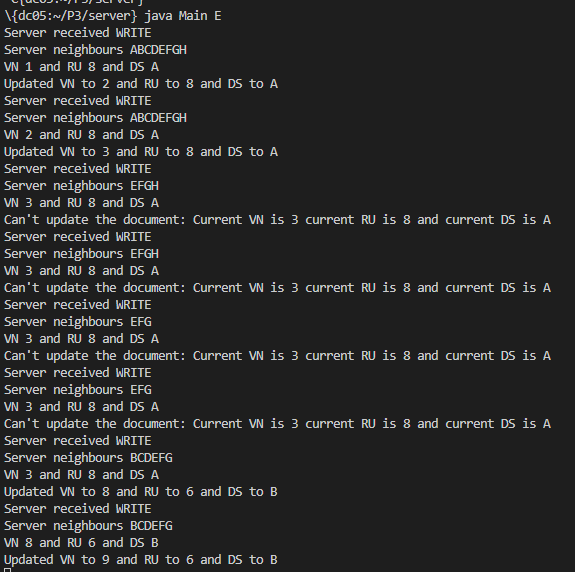 \{dc05:~/P3/server} java Main E
Server received WRITE
Server neighbours ABCDEFGH
VN 1 and RU 8 and DS A
Updated VN to 2 and RU to 8 and DS to A
Server received WRITE
Server neighbours ABCDEFGH
VN 2 and RU 8 and DS A
Updated VN to 3 and RU to 8 and DS to A
Server received WRITE
Server neighbours EFGH
VN 3 and RU 8 and DS A
Can't update the document: Current VN is 3 current RU is 8 and current DS is A
Server received WRITE
Server neighbours EFGH
VN 3 and RU 8 and DS A
Can't update the document: Current VN is 3 current RU is 8 and current DS is A
Server received WRITE
Server neighbours EFG
VN 3 and RU 8 and DS A
Can't update the document: Current VN is 3 current RU is 8 and current DS is A
Server received WRITE
Server neighbours EFG
VN 3 and RU 8 and DS A
Can't update the document: Current VN is 3 current RU is 8 and current DS is A
Server received WRITE
Server neighbours BCDEFG
VN 3 and RU 8 and DS A
Updated VN to 8 and RU to 6 and DS to B
Server received WRITE
Server neighbours BCDEFG
VN 8 and RU 6 and DS B
Updated VN to 9 and RU to 6 and DS to B